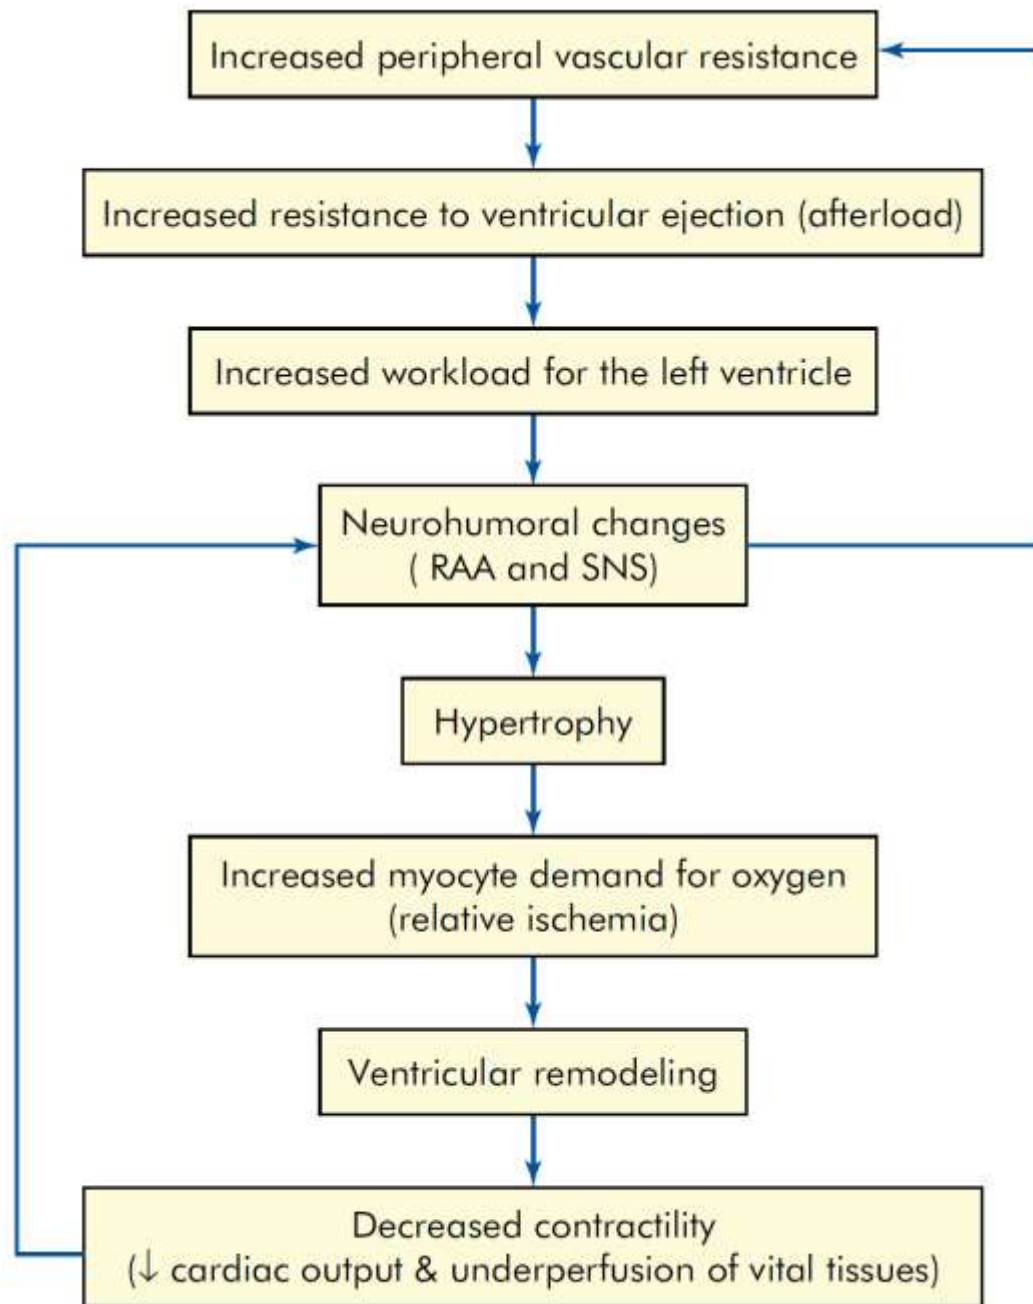 Increased peripheral vascular resistance
Increased resistance to ventricular ejection (afterload)
Increased workload for the left ventricle
Neurohumoral changes
( RAA and SNS)
Hypertrophy
Increased myocyte demand for oxygen
(relative ischemia)
Ventricular remodeling
Decreased contractility
(↓ cardiac output & underperfusion of vital tissues)